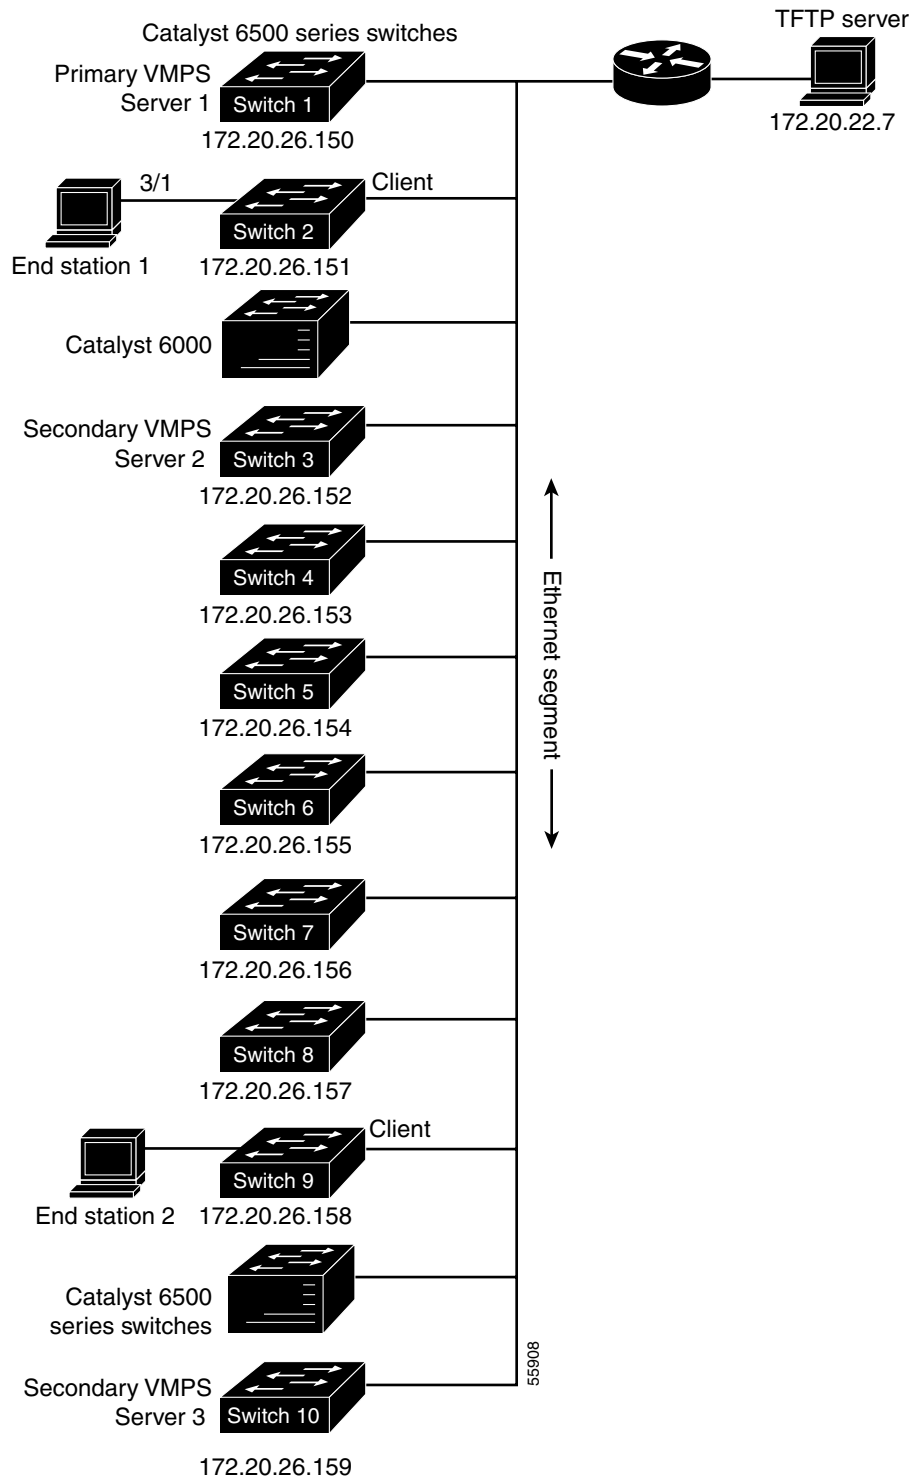 TFTP server
Catalyst 6500 series switches
Primary VMPS
Server 1
Switch 1
172.20.26.150
172.20.22.7
3/1
Client
Switch 2
End station 1
172.20.26.151
Catalyst 6000
Secondary VMPS
Server 2
Switch 3
172.20.26.152
Switch 4
172.20.26.153
Ethernet segment
Switch 5
172.20.26.154
Switch 6
172.20.26.155
Switch 7
172.20.26.156
Switch 8
172.20.26.157
Client
Switch 9
End station 2
172.20.26.158
Catalyst 6500
series switches
55908
Secondary VMPS
Server 3
Switch 10
172.20.26.159